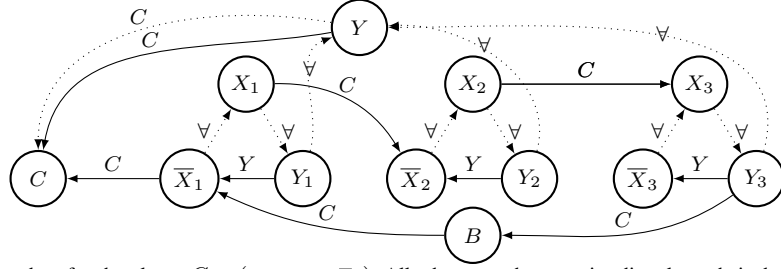 C Y
C
∀ ∀
∀
X₁ C X₂ C X₃
∀ ∀ ∀ ∀ ∀ ∀
C C X̅₁ Y Y₁ X̅₂ Y Y₂ X̅₃ Y Y₃
C B C